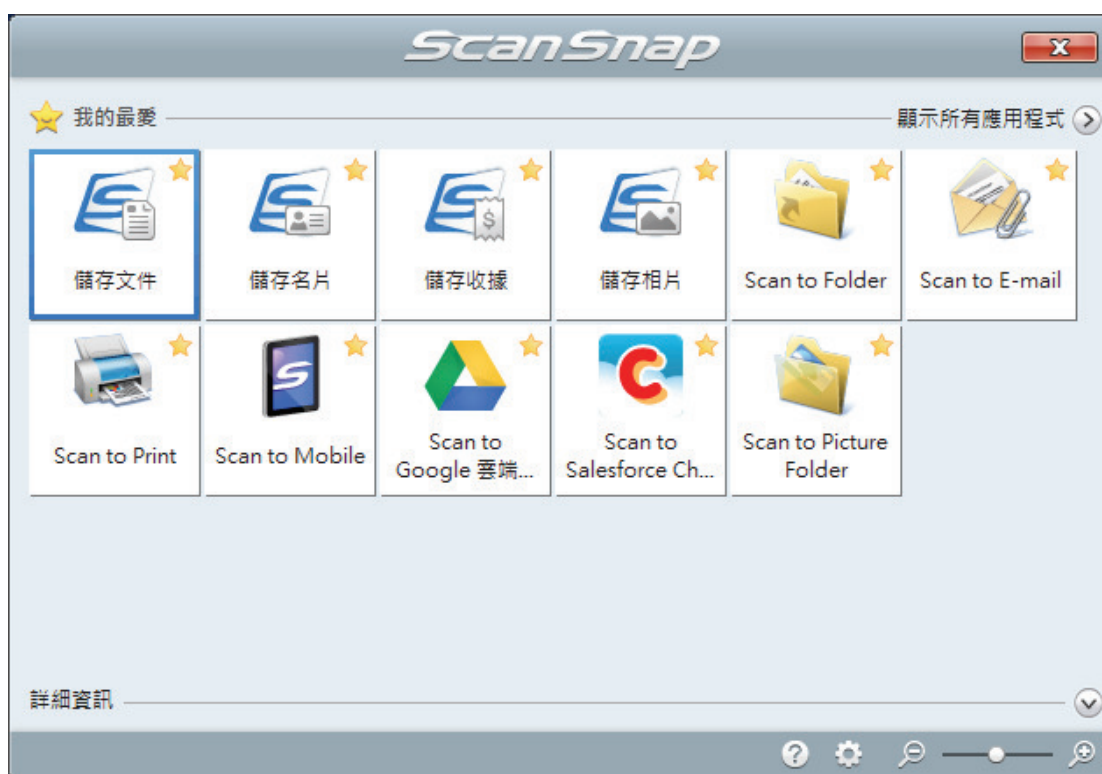 ScanSnap
我的最愛
顯示所有應用程式
儲存文件
儲存名片
儲存收據
儲存相片
Scan to Folder
Scan to E-mail
Scan to Print
Scan to Mobile
Scan to
Google 雲端...
Scan to
Salesforce Ch...
Scan to Picture
Folder
詳細資訊